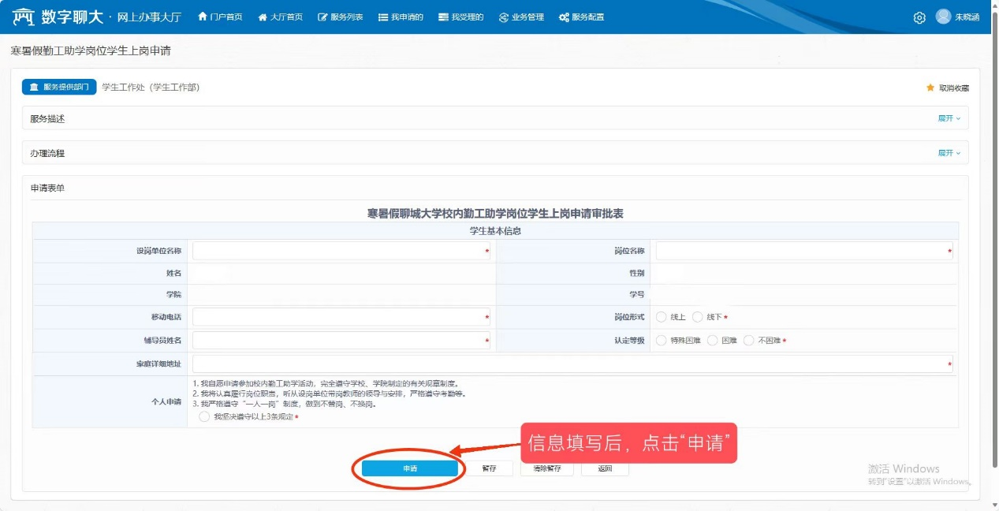 数字聊大 · 网上办事大厅 门户首页 大厅首页 服务列表 我申请的 我受理的 业务管理 服务配置 朱晓涵
寒暑假勤工助学岗位学生上岗申请
服务提供部门 学生工作处（学生工作部） 取消收藏
服务描述 展开
办理流程 展开
申请表单
寒暑假聊城大学校内勤工助学岗位学生上岗申请审批表
学生基本信息
设岗单位名称 * 岗位名称 *
姓名 性别
学院 学号
移动电话 * 岗位形式 线上 线下 *
辅导员姓名 * 认定等级 特殊困难 困难 不困难 *
家庭详细地址 *
个人申请
1. 我自愿申请参加校内勤工助学活动，完全遵守学校、学院制定的有关规章制度。
2. 我将认真履行岗位职责，听从设岗单位带岗教师的领导与安排，严格遵守考勤等。
3. 我严格遵守“一人一岗”制度，做到不替岗、不换岗。
我坚决遵守以上3条规定 *
信息填写后，点击“申请”
申请 暂存 清除暂存 返回
激活 Windows
转到“设置”以激活 Windows。